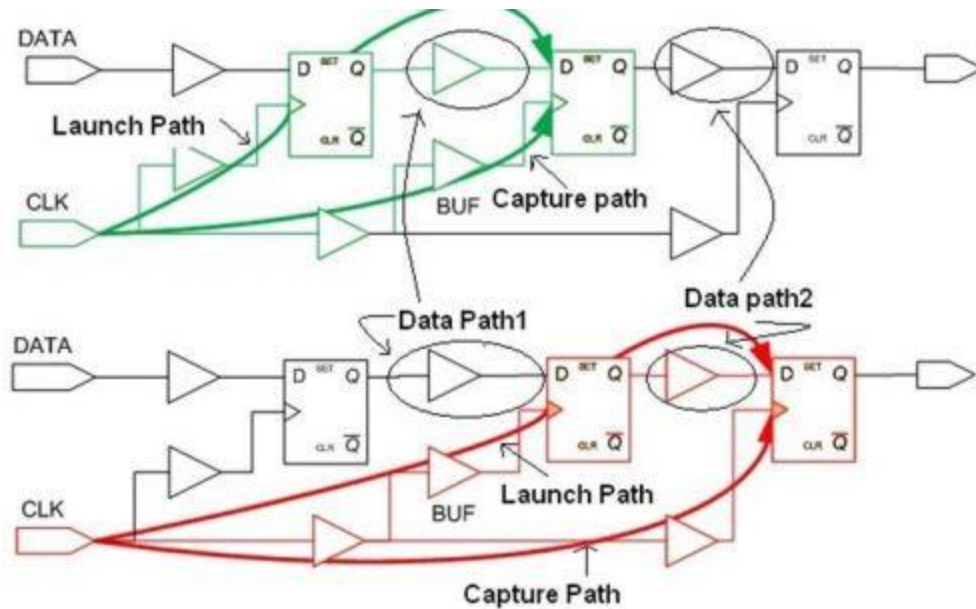 DATA
D SET Q
CLR Q
D SET Q
CLR Q
D SET Q
CLR Q
Launch Path
CLK
BUF
Capture path
Data Path1
Data path2
DATA
D SET Q
CLR Q
D SET Q
CLR Q
D SET Q
CLR Q
CLK
BUF
Launch Path
Capture Path